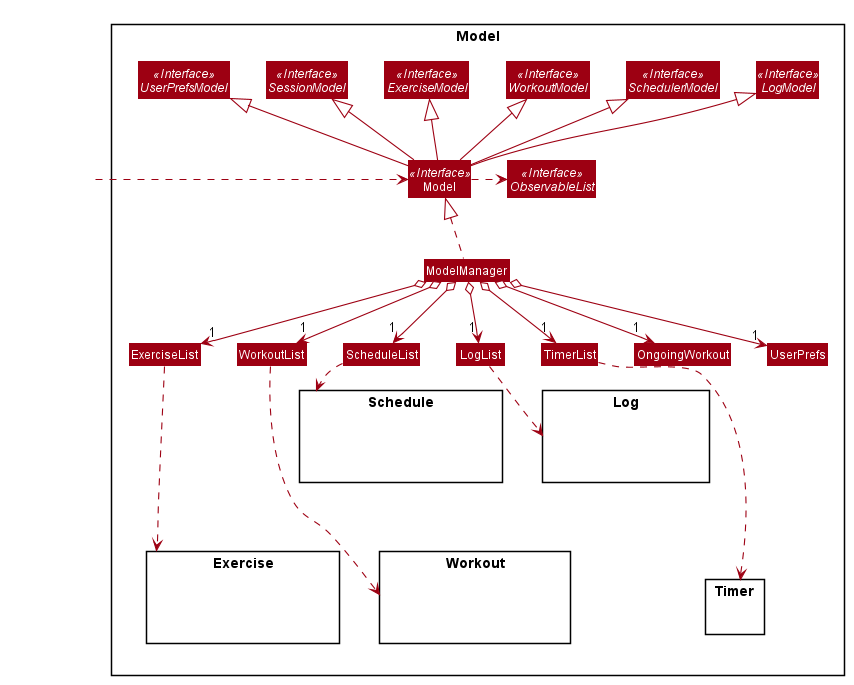 Model
«Interface»
UserPrefsModel
«Interface»
SessionModel
«Interface»
ExerciseModel
«Interface»
WorkoutModel
«Interface»
SchedulerModel
«Interface»
LogModel
«Interface»
Model
«Interface»
ObservableList
ModelManager
1
1
1
1
1
1
1
ExerciseList
WorkoutList
ScheduleList
LogList
TimerList
OngoingWorkout
UserPrefs
Schedule
Log
Exercise
Workout
Timer